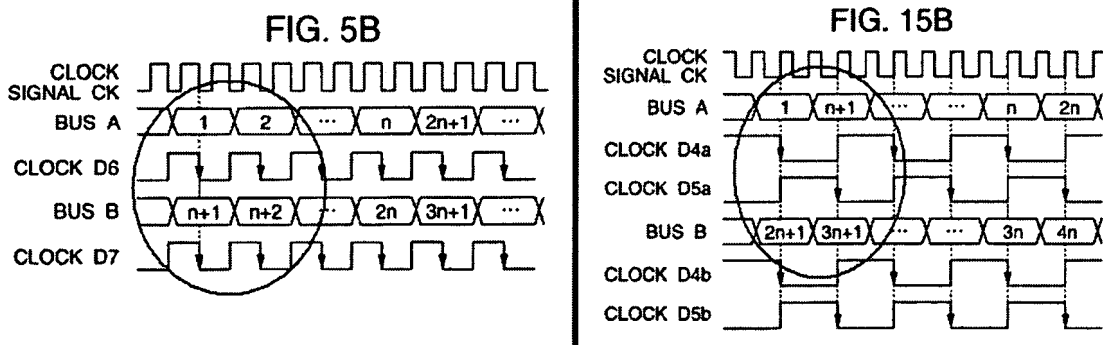 FIG. 5B
CLOCK
SIGNAL CK
BUS A 1 2 ... n 2n+1 ...
CLOCK D6
BUS B n+1 n+2 ... 2n 3n+1 ...
CLOCK D7
FIG. 15B
CLOCK
SIGNAL CK
BUS A 1 n+1 ... ... n 2n
CLOCK D4a
CLOCK D5a
BUS B 2n+1 3n+1 ... ... 3n 4n
CLOCK D4b
CLOCK D5b